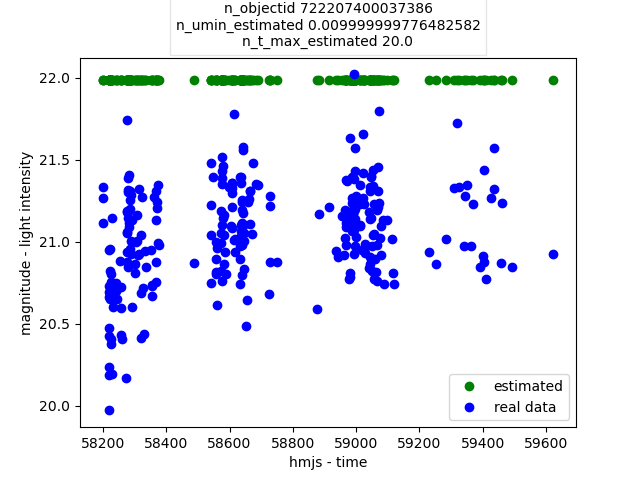 n_objectid 722207400037386
n_umin_estimated 0.009999999776482582
n_t_max_estimated 20.0
22.0
21.5
21.0
20.5
20.0
magnitude - light intensity
estimated
real data
58200 58400 58600 58800 59000 59200 59400 59600
hmjs - time